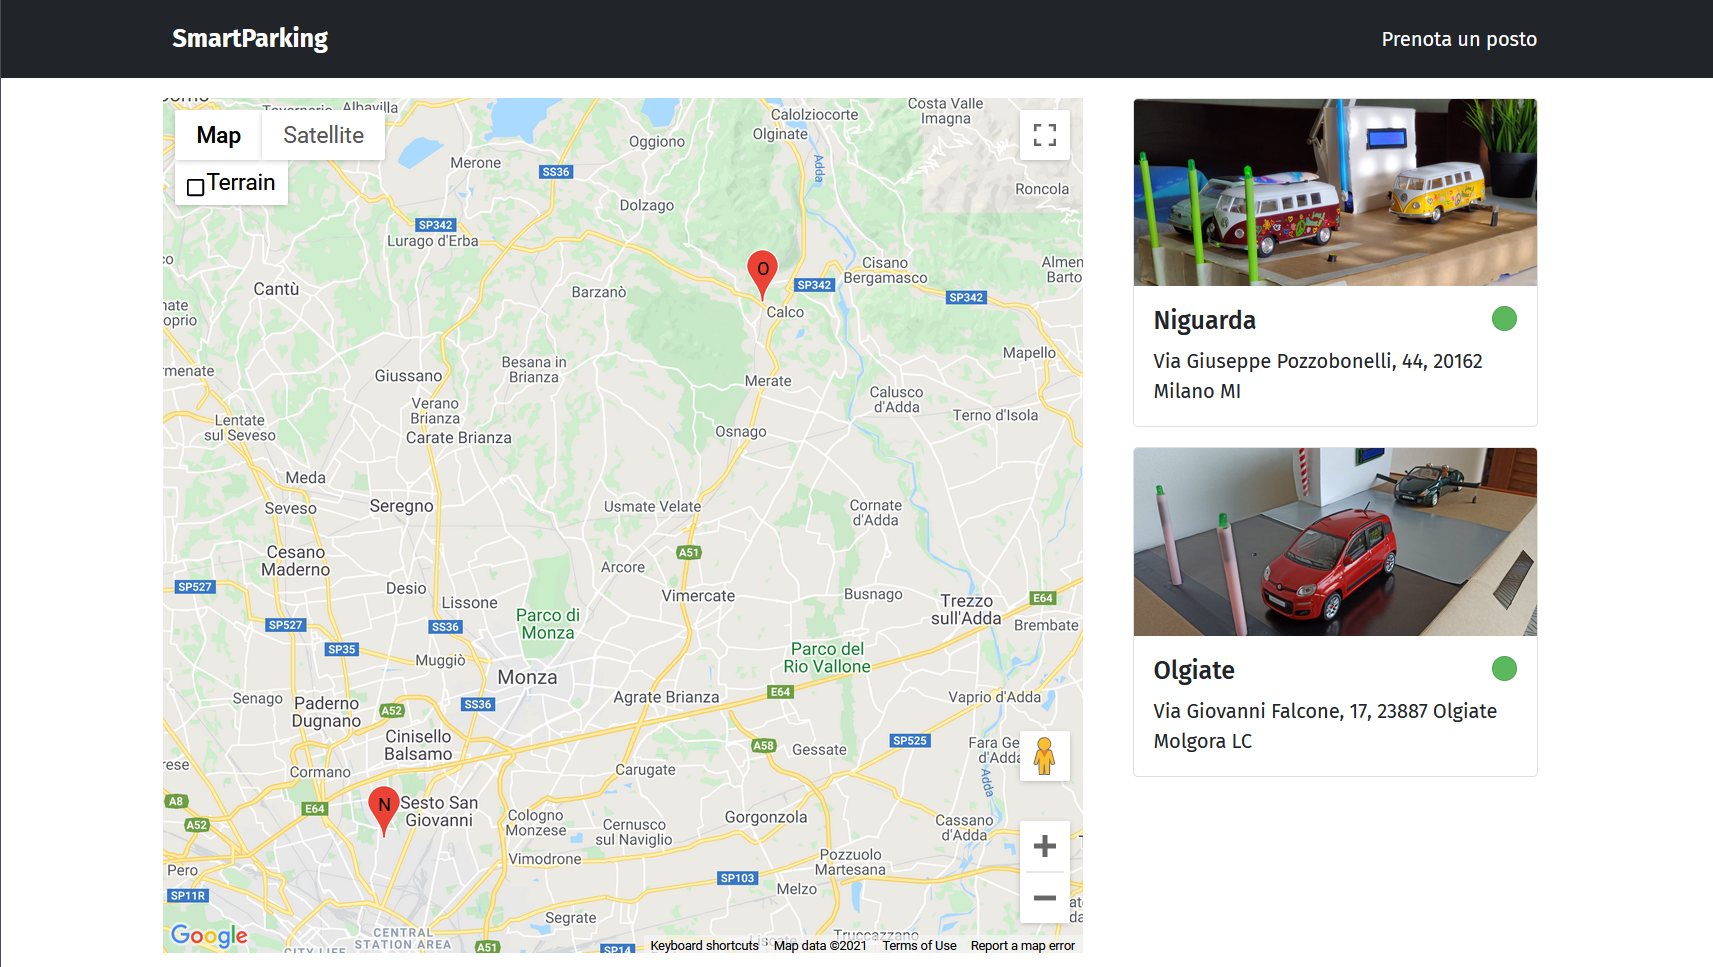 SmartParking
Prenota un posto
Map
Satellite
Terrain
Albavilla
Merone
Oggiono
Calolziocorte
Olginate
Costa Valle
Imagna
Adda
Roncola
SS36
Dolzago
SP342
Lurago d'Erba
Cantù
Barzanò
O
SP342
Cisano
Bergamasco
SP342
Calco
Besana in
Brianza
Giussano
Merate
Mapello
Verano
Brianza
Calusco
d'Adda
Terno d'Isola
Lentate
sul Seveso
Carate Brianza
Osnago
Meda
Seveso
Seregno
Usmate Velate
Cornate
d'Adda
Cesano
Maderno
A51
Arcore
SP527
Desio
Lissone
Vimercate
Busnago
Trezzo
sull'Adda
E64
Brembate
Parco di
Monza
SP527
SS36
SP35
Muggiò
Parco del
Rio Vallone
Monza
Senago
Paderno
Dugnano
A52
SS36
Agrate Brianza
E64
Vaprio d'Adda
Cinisello
Balsamo
A58
Gessate
SP525
Adda
Cormano
Carugate
A8
E64
N
Sesto San
Giovanni
A52
Cologno
Monzese
Cernusco
sul Naviglio
Gorgonzola
Cassano
d'Adda
Vimodrone
Pero
Pozzuolo
Martesana
SP103
Melzo
SP11R
Segrate
CENTRAL
STATION AREA
CITY LIFE
A51
SP14
Truccazzano
Google
Keyboard shortcuts
Map data ©2021
Terms of Use
Report a map error
Niguarda
Via Giuseppe Pozzobonelli, 44, 20162
Milano MI
Olgiate
Via Giovanni Falcone, 17, 23887 Olgiate
Molgora LC